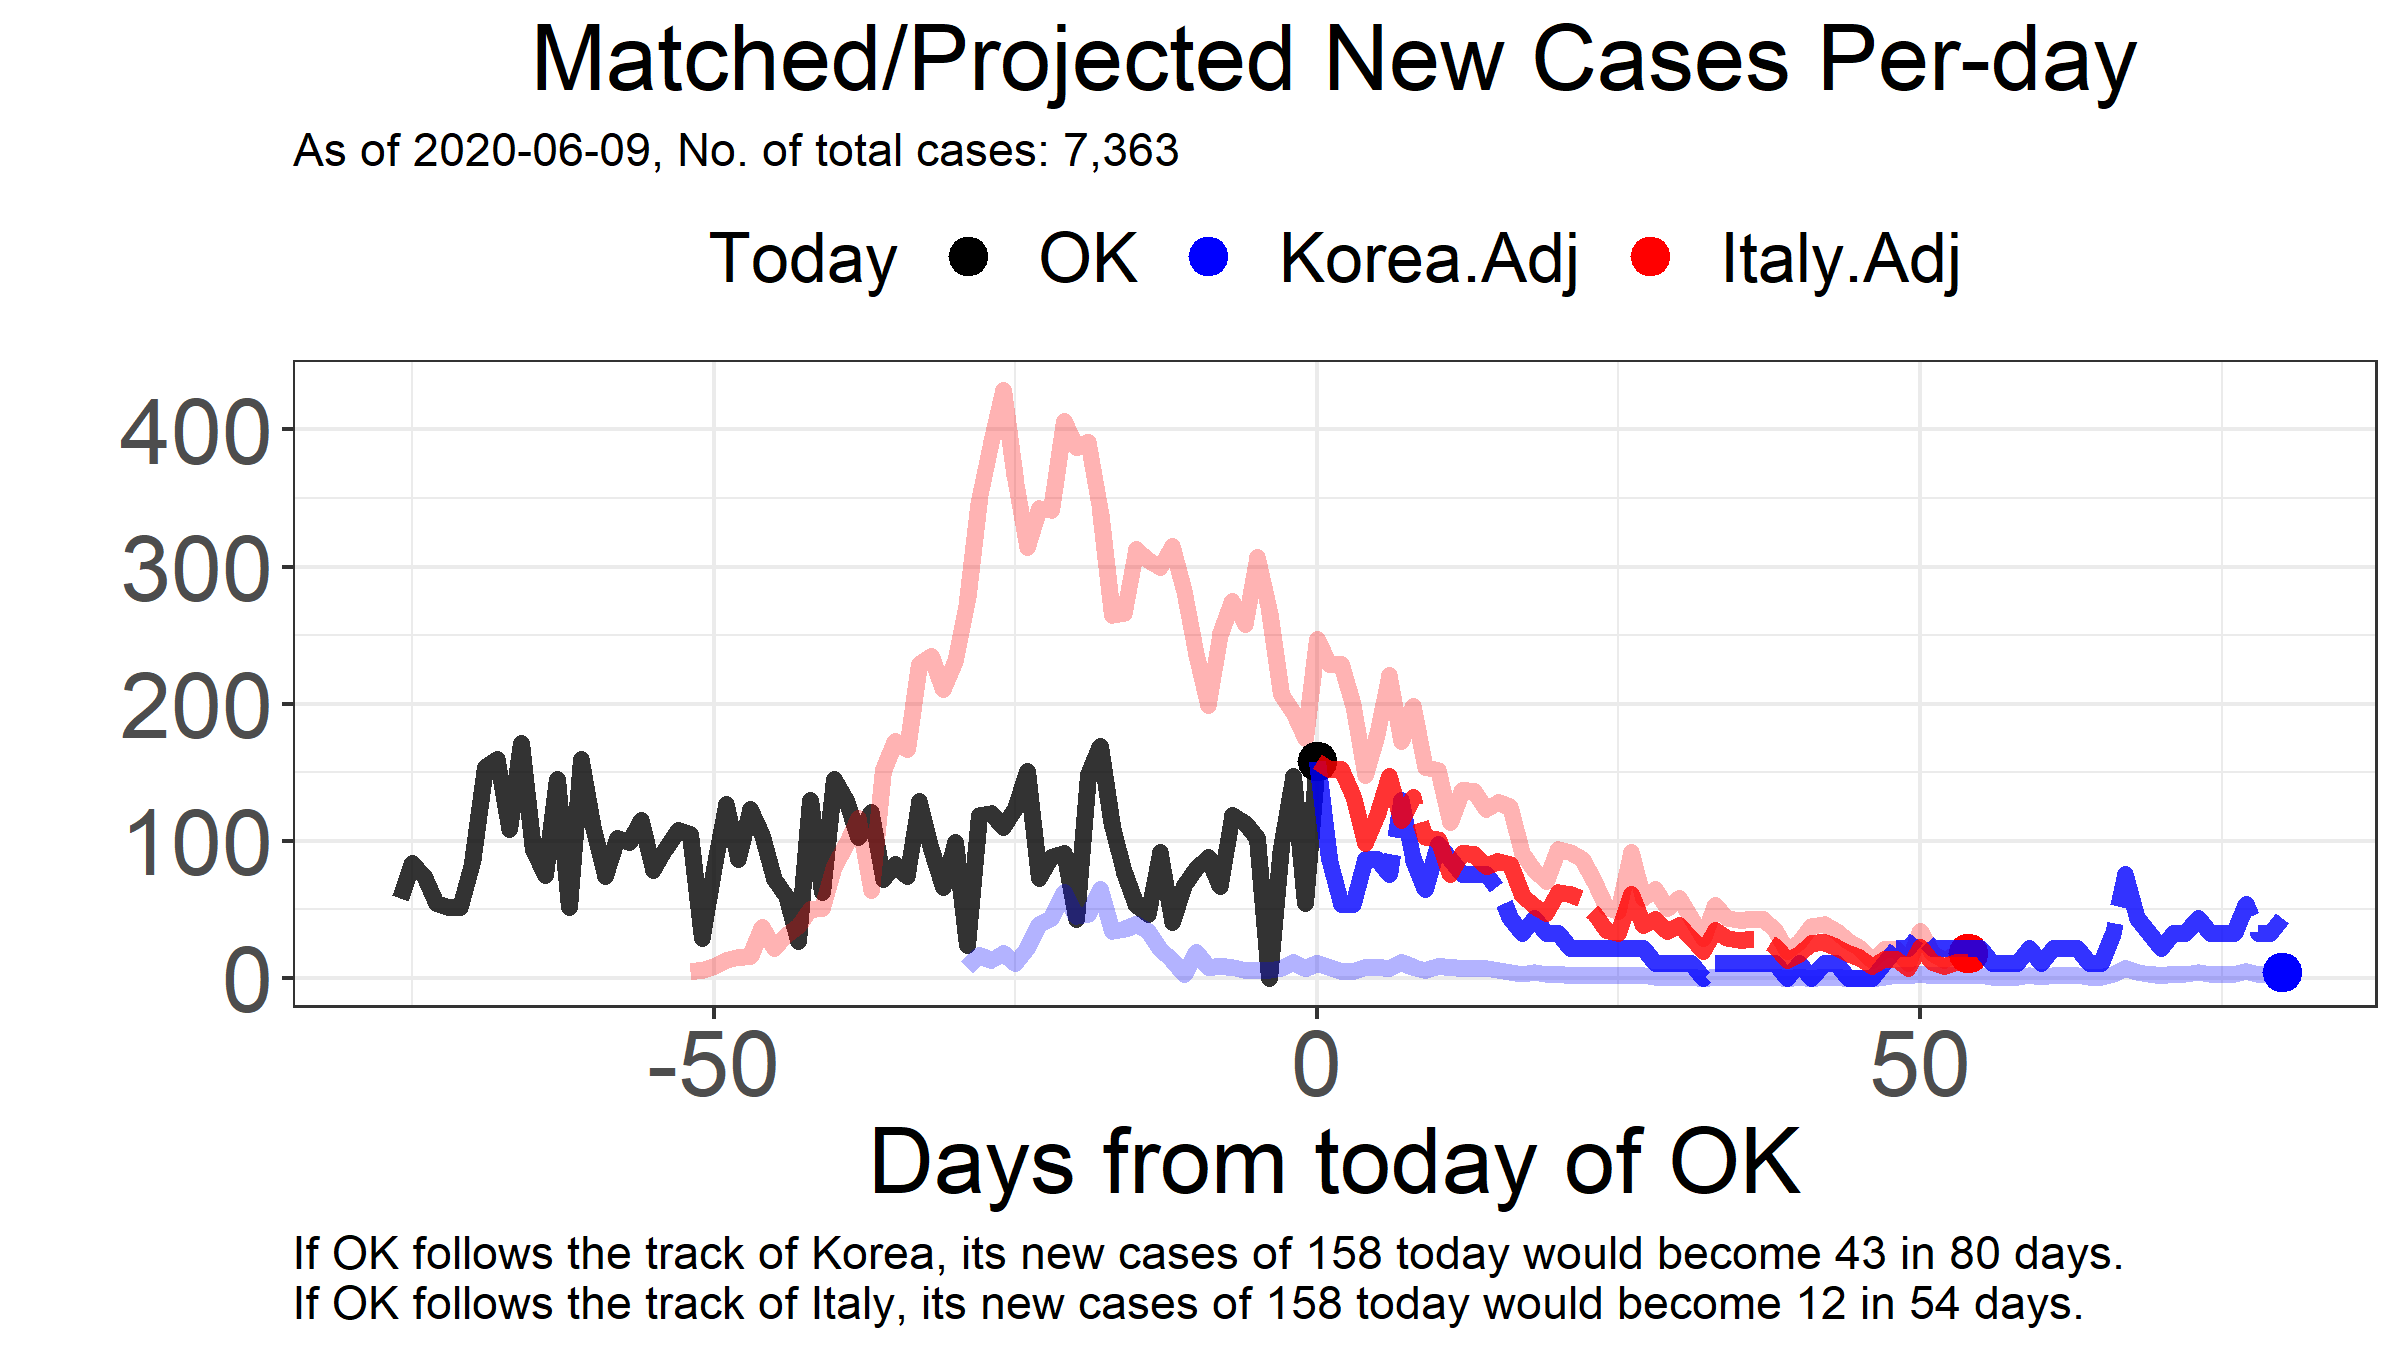 Matched/Projected New Cases Per-day
As of 2020-06-09, No. of total cases: 7,363
Today OK Korea.Adj Italy.Adj
400
300
200
100
0
-50 0 50
Days from today of OK
If OK follows the track of Korea, its new cases of 158 today would become 43 in 80 days.
If OK follows the track of Italy, its new cases of 158 today would become 12 in 54 days.